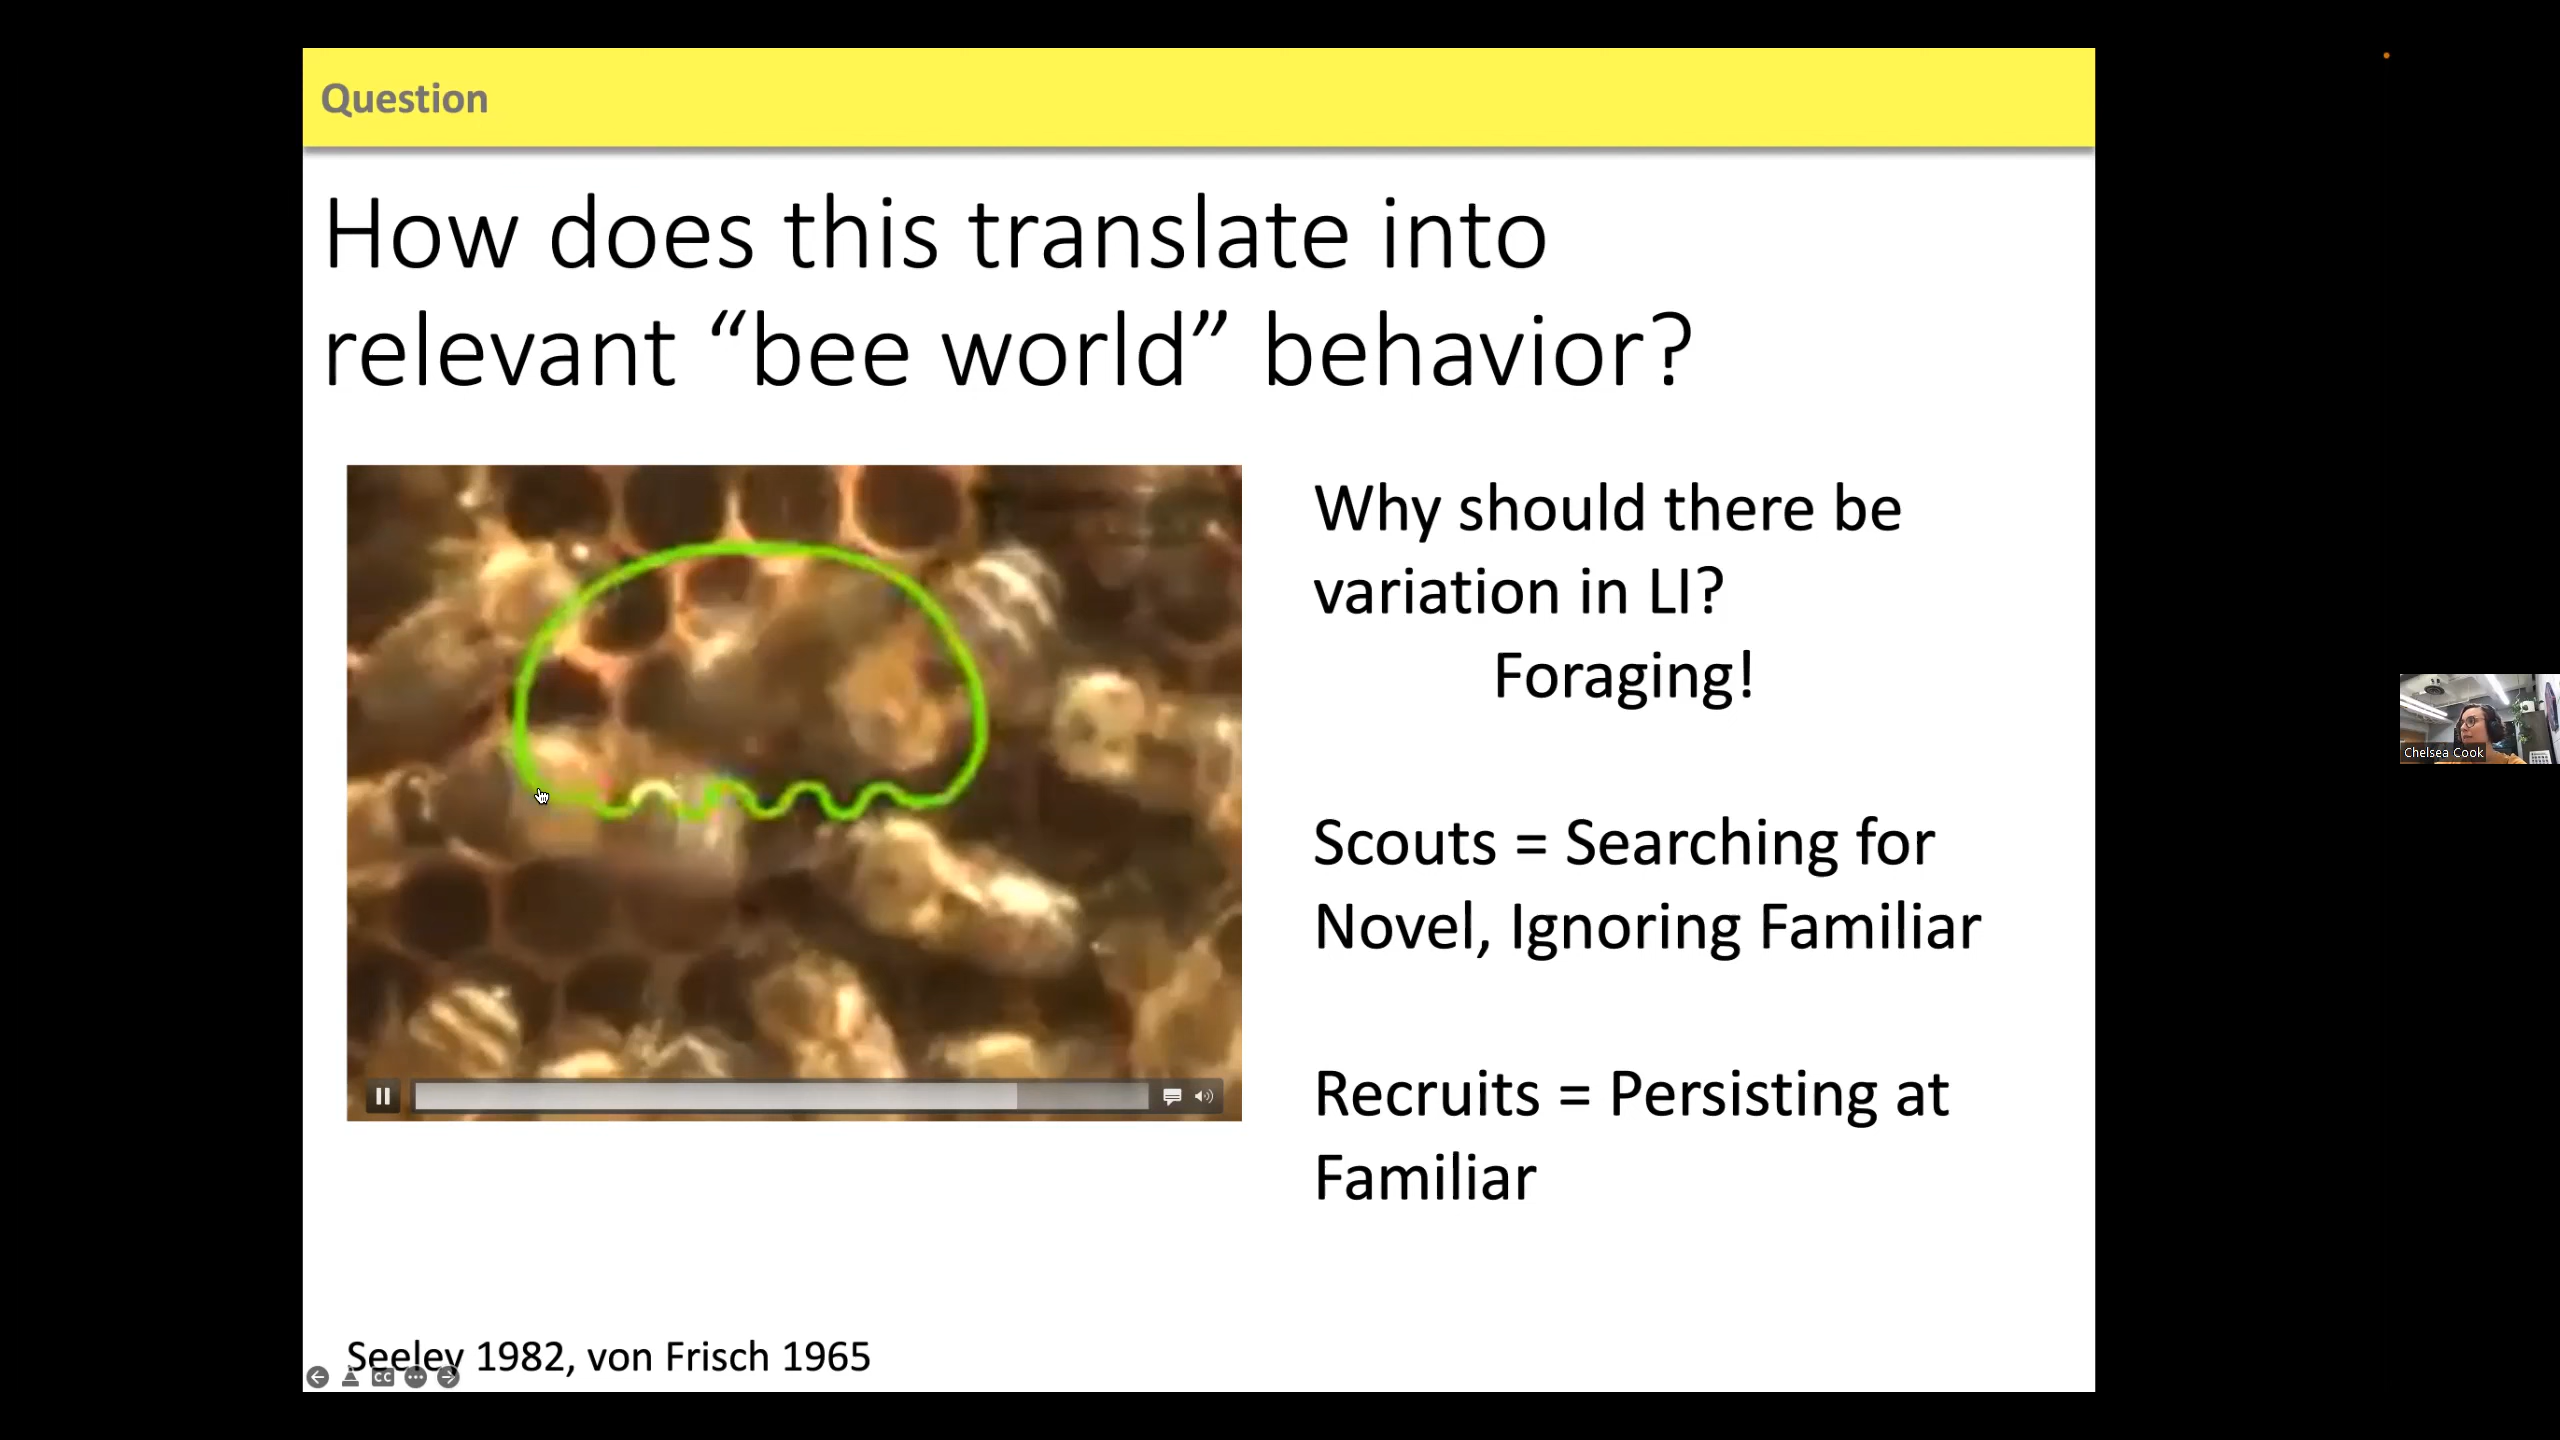 Question
How does this translate into
relevant “bee world” behavior?
Why should there be
variation in LI?
Foraging!
Scouts = Searching for
Novel, Ignoring Familiar
Recruits = Persisting at
Familiar
Seeley 1982, von Frisch 1965
CC
Chelsea Cook